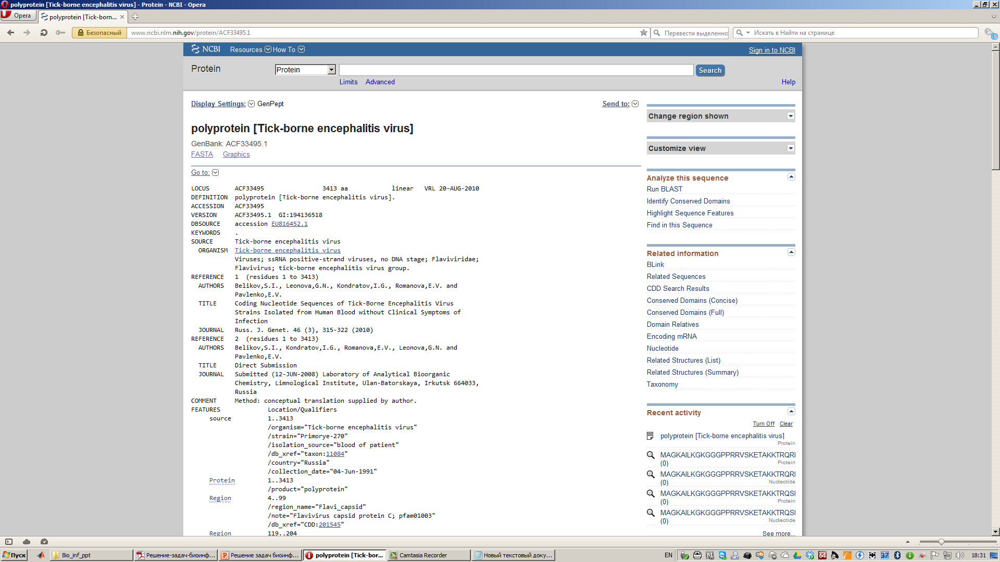 polyprotein [Tick-borne encephalitis virus] - Protein - NCBI - Opera
Opera
polyprotein [Tick-born...
Безопасный
www.ncbi.nlm.nih.gov/protein/ACF33495.1
Перевести выделенно
Искать в Найти на странице
NCBI Resources How To
Sign in to NCBI
Protein
Protein
Search
Limits Advanced
Help
Display Settings: GenPept
Send to:
polyprotein [Tick-borne encephalitis virus]
GenBank: ACF33495.1
FASTA Graphics
Go to:
LOCUS ACF33495 3413 aa linear VRL 20-AUG-2010
DEFINITION polyprotein [Tick-borne encephalitis virus].
ACCESSION ACF33495
VERSION ACF33495.1 GI:194136518
DBSOURCE accession EU816452.1
KEYWORDS .
SOURCE Tick-borne encephalitis virus
ORGANISM Tick-borne encephalitis virus
Viruses; ssRNA positive-strand viruses, no DNA stage; Flaviviridae;
Flavivirus; tick-borne encephalitis virus group.
REFERENCE 1 (residues 1 to 3413)
AUTHORS Belikov,S.I., Leonova,G.N., Kondratov,I.G., Romanova,E.V. and
Pavlenko,E.V.
TITLE Coding Nucleotide Sequences of Tick-Borne Encephalitis Virus
Strains Isolated from Human Blood without Clinical Symptoms of
Infection
JOURNAL Russ. J. Genet. 46 (3), 315-322 (2010)
REFERENCE 2 (residues 1 to 3413)
AUTHORS Belikov,S.I., Kondratov,I.G., Romanova,E.V., Leonova,G.N. and
Pavlenko,E.V.
TITLE Direct Submission
JOURNAL Submitted (12-JUN-2008) Laboratory of Analytical Bioorganic
Chemistry, Limnological Institute, Ulan-Batorskaya, Irkutsk 664033,
Russia
COMMENT Method: conceptual translation supplied by author.
FEATURES Location/Qualifiers
source 1..3413
/organism="Tick-borne encephalitis virus"
/strain="Primorye-270"
/isolation_source="blood of patient"
/db_xref="taxon:11084"
/country="Russia"
/collection_date="04-Jun-1991"
Protein 1..3413
/product="polyprotein"
Region 4..99
/region_name="Flavi_capsid"
/note="Flavivirus capsid protein C; pfam01003"
/db_xref="CDD:201545"
Region 119..204
Change region shown
Customize view
Analyze this sequence
Run BLAST
Identify Conserved Domains
Highlight Sequence Features
Find in this Sequence
Related information
BLink
Related Sequences
CDD Search Results
Conserved Domains (Concise)
Conserved Domains (Full)
Domain Relatives
Encoding mRNA
Nucleotide
Related Structures (List)
Related Structures (Summary)
Taxonomy
Recent activity
Turn Off Clear
polyprotein [Tick-borne encephalitis virus]
Protein
MAGKAILKGKGGGPPRRVSKETAKKTRQRI
(0) Protein
MAGKAILKGKGGGPPRRVSKETAKKTRQRI
(0) Nucleotide
MAGKAILKGKGGGPPRRVSKETAKKTRQSI
(0) Protein
MAGKAILKGKGGGPPRRVSKETAKKTRQSI
(0) Nucleotide
See more...
Пуск
Bio_inf_ppt
Решение-задач-биоинф...
Решение задач биоинф...
polyprotein [Tick-bor...
Camtasia Recorder
Новый текстовый доку...
EN
64
37
18:31